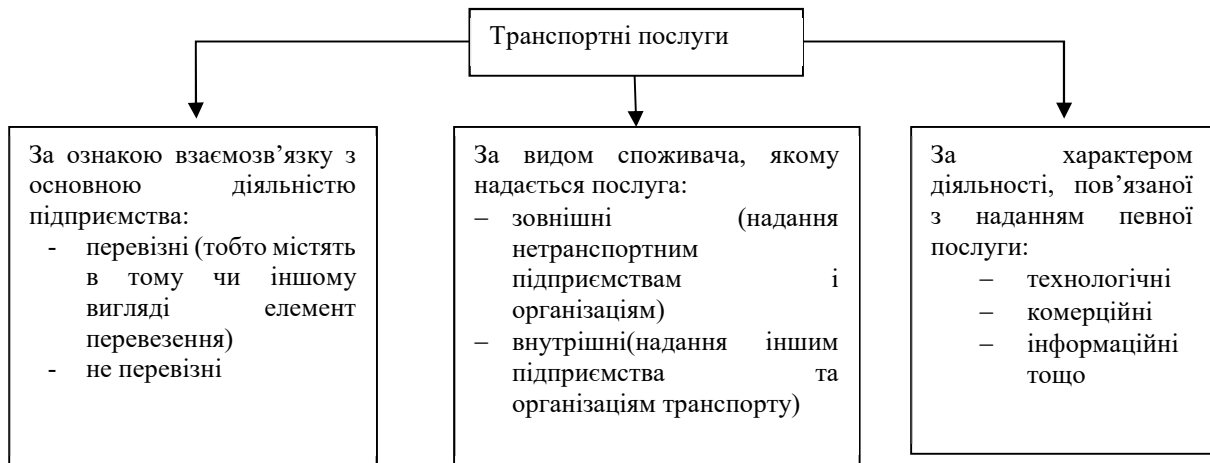 Транспортні послуги
За ознакою взаємозв’язку з
основною діяльністю
підприємства:
- перевізні (тобто містять
в тому чи іншому
вигляді елемент
перевезення)
- не перевізні
За видом споживача, якому
надається послуга:
– зовнішні (надання
нетранспортним
підприємствам і
організаціям)
– внутрішні(надання іншим
підприємства та
організаціям транспорту)
За характером
діяльності, пов’язаної
з наданням певної
послуги:
– технологічні
– комерційні
– інформаційні
тощо